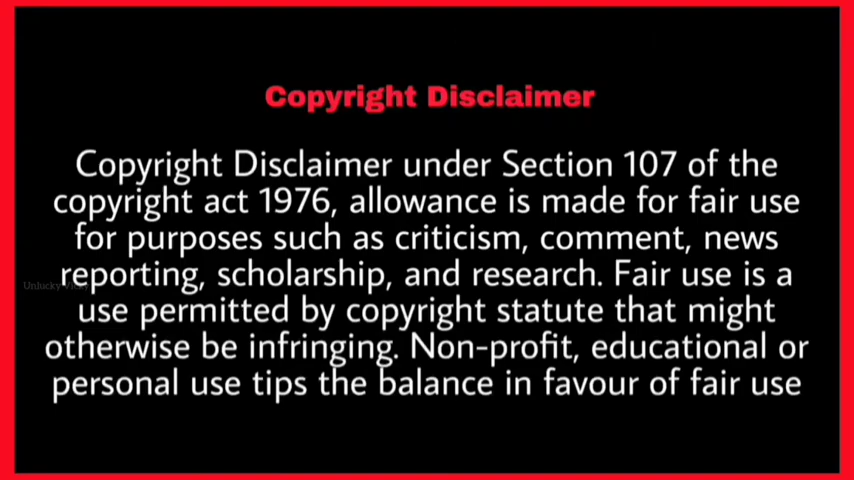 Copyright Disclaimer
Copyright Disclaimer under Section 107 of the
copyright act 1976, allowance is made for fair use
for purposes such as criticism, comment, news
reporting, scholarship, and research. Fair use is a
UnJucky
use permitted by copyright statute that might
otherwise be infringing. Non-profit, educational or
personal use tips the balance in favour of fair use